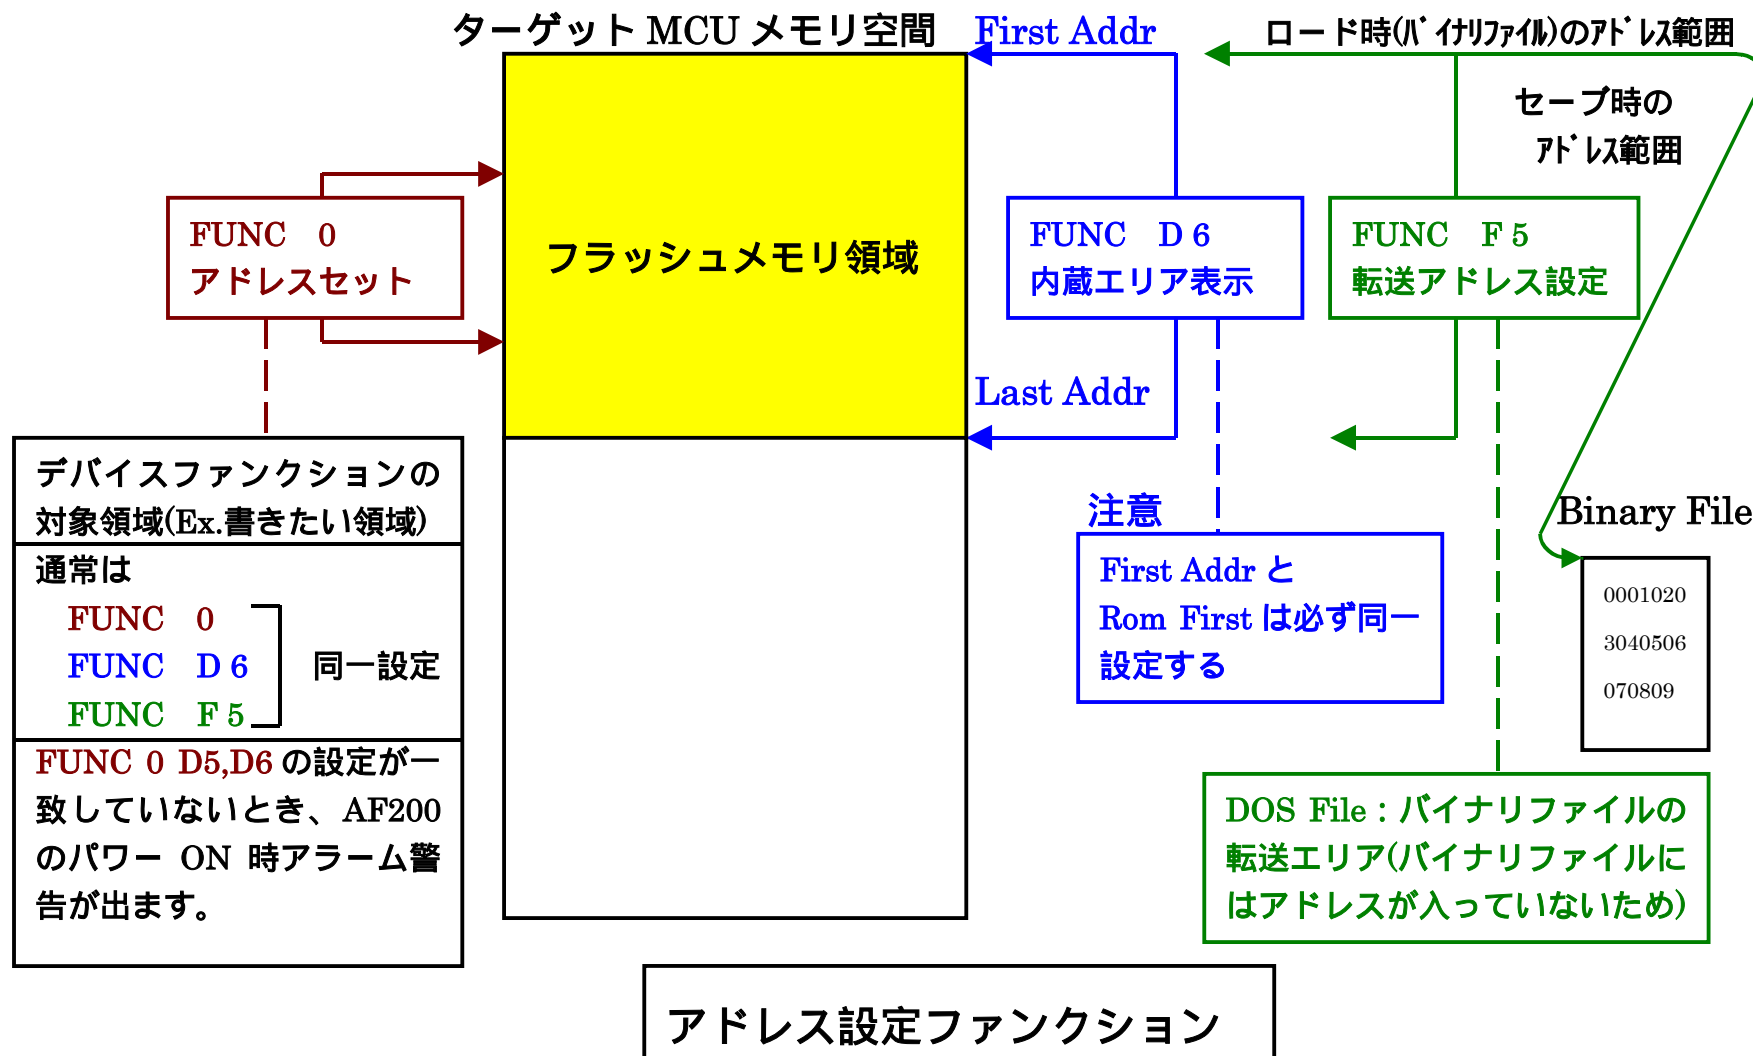 ターゲット MCU メモリ空間
First Addr
ロード時(ﾊﾞｲﾅﾘﾌｧｲﾙ)のｱﾄﾞﾚｽ範囲
セーブ時の
ｱﾄﾞﾚｽ範囲
FUNC 0
アドレスセット
フラッシュメモリ領域
FUNC D 6
内蔵エリア表示
FUNC F 5
転送アドレス設定
Last Addr
デバイスファンクションの
対象領域(Ex.書きたい領域)
通常は
FUNC 0
FUNC D 6
同一設定
FUNC F 5
FUNC 0 D5,D6 の設定が一
致していないとき、AF200
のパワー ON 時アラーム警
告が出ます。
注意
First Addr と
Rom First は必ず同一
設定する
Binary File
0001020
3040506
070809
DOS File : バイナリファイルの
転送エリア(バイナリファイルに
はアドレスが入っていないため)
アドレス設定ファンクション